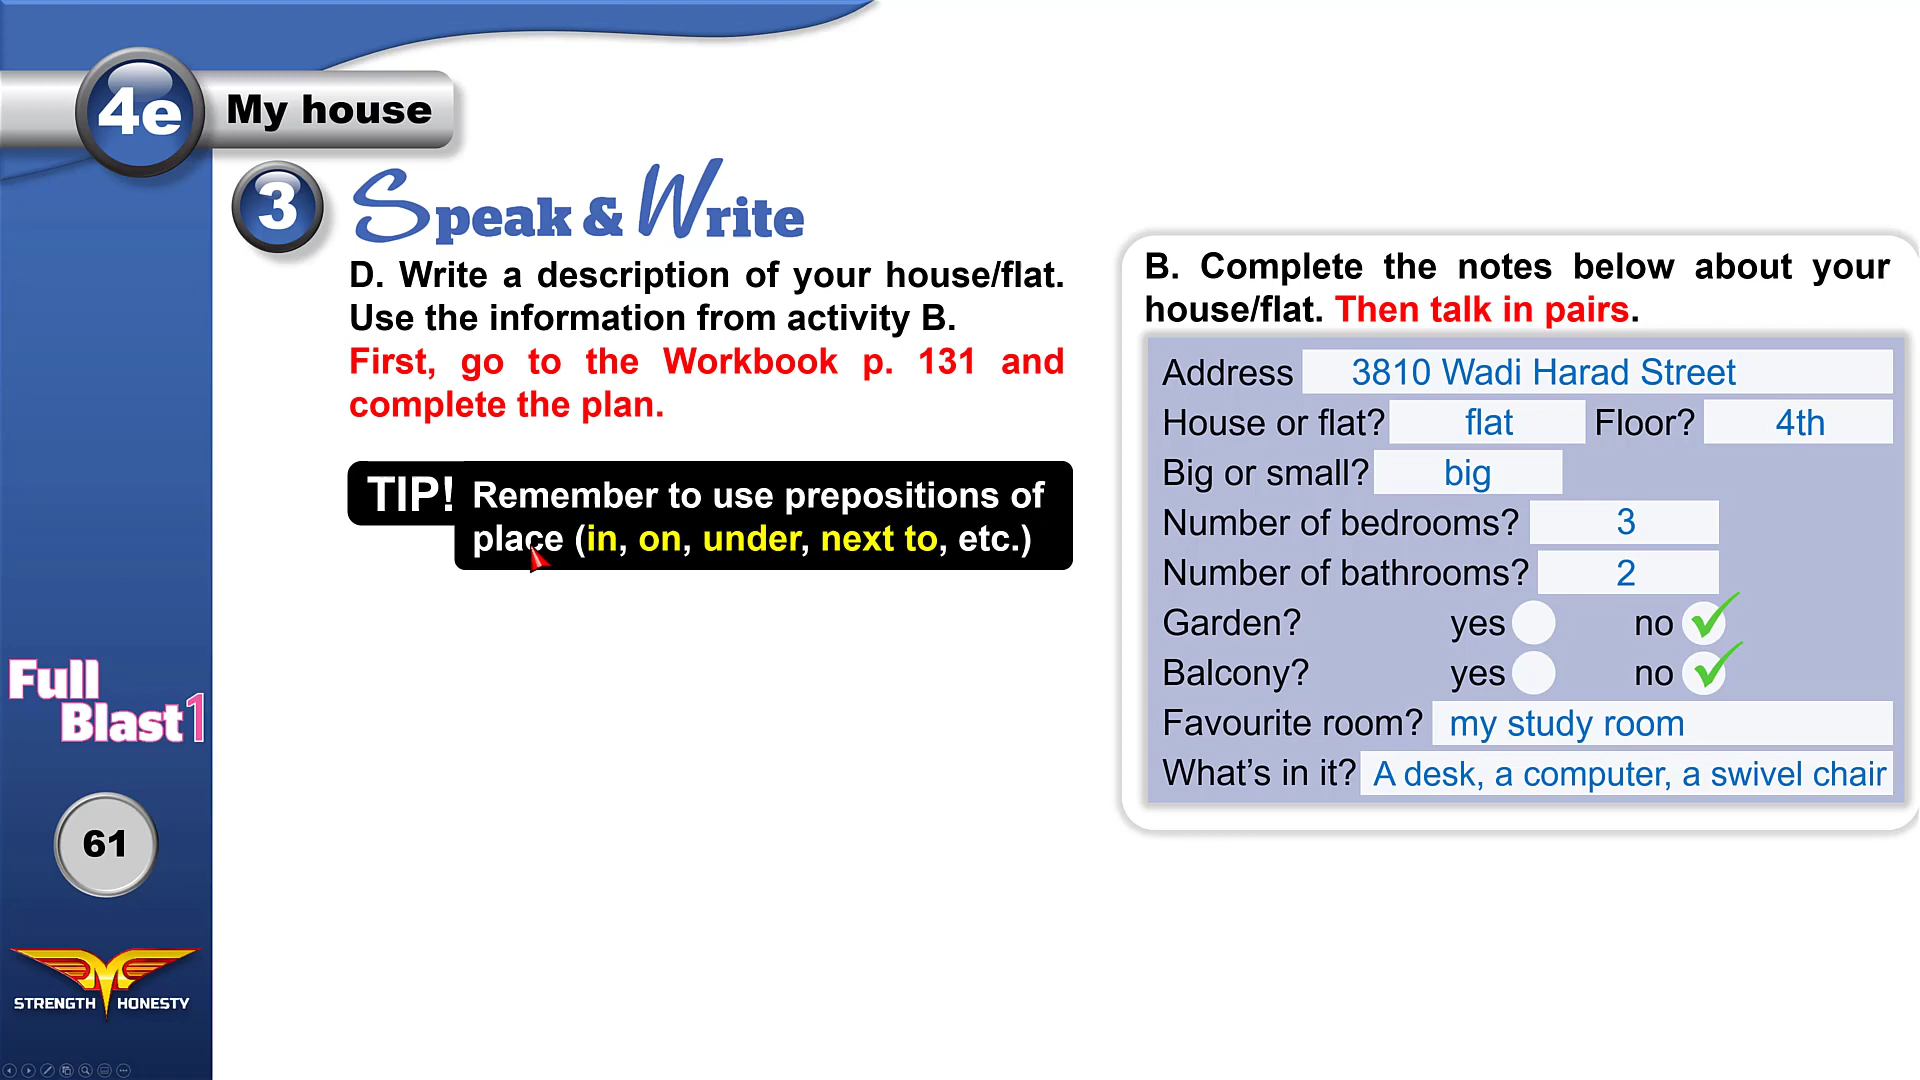 4e My house
3 Speak & Write
D. Write a description of your house/flat.
Use the information from activity B.
First, go to the Workbook p. 131 and
complete the plan.
TIP! Remember to use prepositions of
place (in, on, under, next to, etc.)
B. Complete the notes below about your
house/flat. Then talk in pairs.
Address 3810 Wadi Harad Street
House or flat? flat Floor? 4th
Big or small? big
Number of bedrooms? 3
Number of bathrooms? 2
Garden? yes no
Balcony? yes no
Favourite room? my study room
What's in it? A desk, a computer, a swivel chair
Full
Blast 1
61
STRENGTH HONESTY